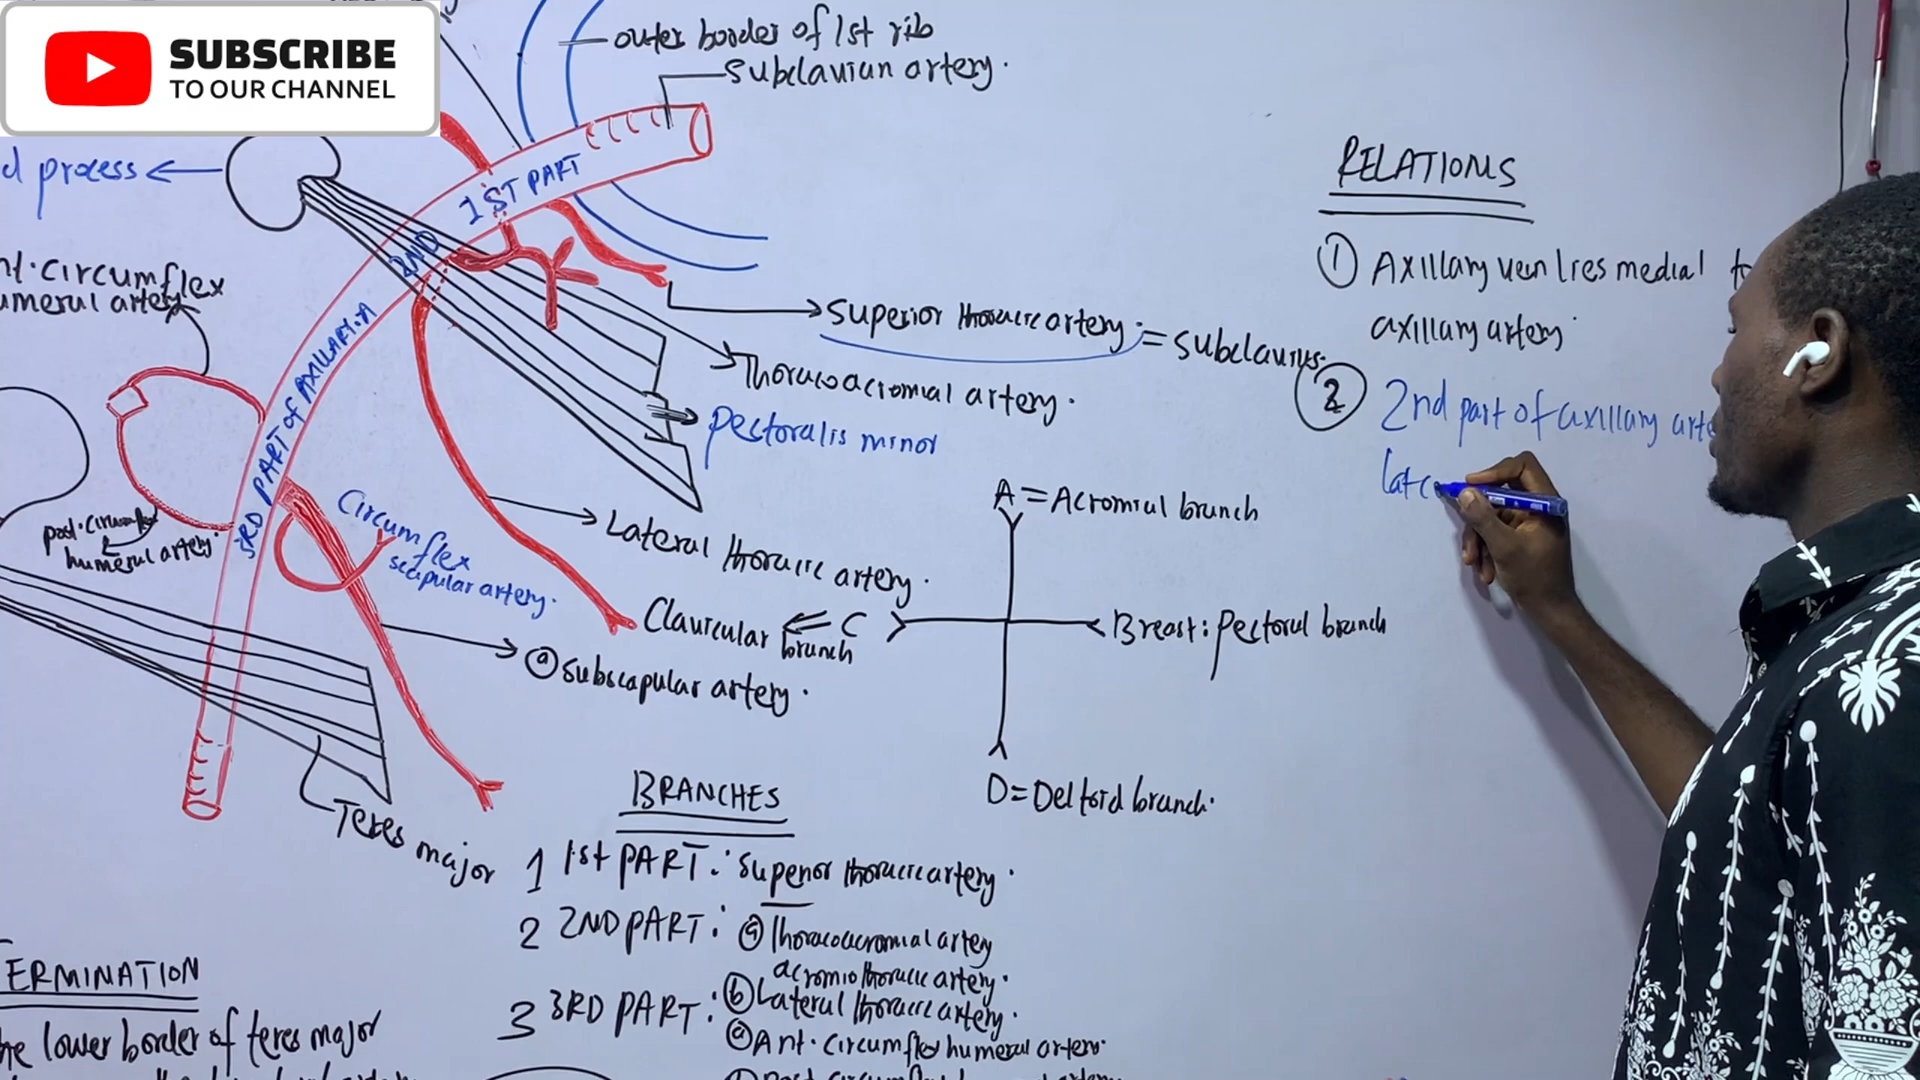 SUBSCRIBE
TO OUR CHANNEL
outer border of 1st rib
subclavian artery.
d process
1ST PART
2ND
3RD PART of AXILLARY.A
nt. circumflex
umeral artery
post. circumflex
humeral artery.
Circumflex
scapular artery.
superior thoracic artery. = subclavius.
Thoracoacromial artery.
pectoralis minor
Lateral thoracic artery.
@ subscapular artery.
Teres major
A = Acromial branch
Clavicular branch C
Breast: pectoral branch
D = Deltoid branch.
RELATIONS
1 Axillary vein lies medial to
axillary artery.
2 2nd part of axillary arte
late
BRANCHES
1 1st PART: superior thoracic artery.
2 2ND PART: @ Thoracoacromial artery
acromiothoracic artery.
b Lateral thoracic artery.
3 3RD PART:
@ Ant. circumflex humeral artery.
ERMINATION
he lower border of teres major